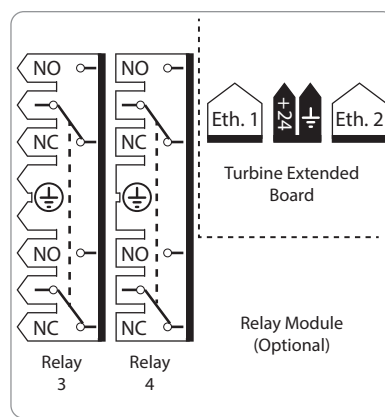 NO
NC
NO
NC
Relay
3
NO
NC
NO
NC
Relay
4
Eth. 1
+24
Eth. 2
Turbine Extended
Board
Relay Module
(Optional)